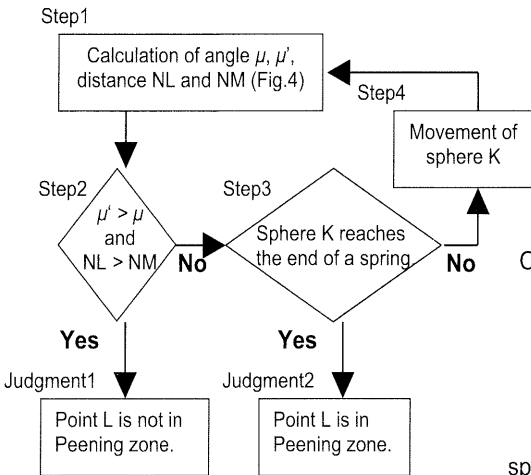 Step1
Calculation of angle μ, μ',
distance NL and NM (Fig.4)
Step4
Movement of
sphere K
Step2
μ‘ > μ
and
NL > NM
No
Step3
Sphere K reaches
the end of a spring
No
Yes
Yes
Judgment1
Point L is not in
Peening zone.
Judgment2
Point L is in
Peening zone.
sp